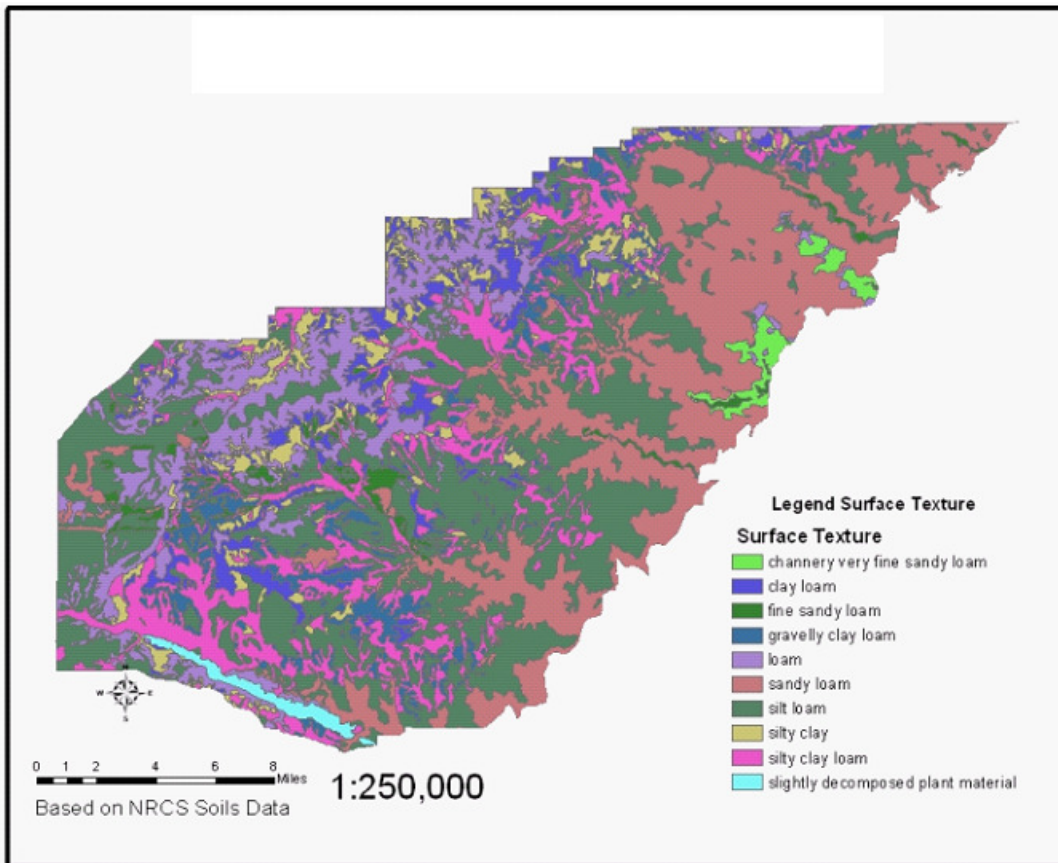 Legend Surface Texture
Surface Texture
channery very fine sandy loam
clay loam
fine sandy loam
gravelly clay loam
loam
sandy loam
silt loam
silty clay
silty clay loam
slightly decomposed plant material
N
W E
S
0 1 2 4 6 8
Miles
1:250,000
Based on NRCS Soils Data